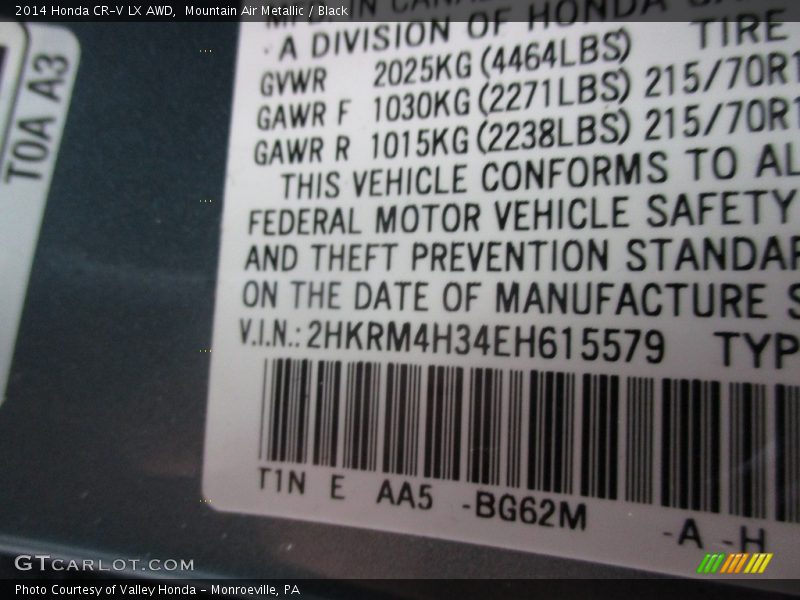 2014 Honda CR-V LX AWD, Mountain Air Metallic / Black
TOA A3
IN CANA
A DIVISION OF HONDA
GVWR 2025KG (4464LBS) TIRE
GAWR F 1030KG (2271LBS) 215/70R1
GAWR R 1015KG (2238LBS) 215/70R1
THIS VEHICLE CONFORMS TO AL
FEDERAL MOTOR VEHICLE SAFETY
AND THEFT PREVENTION STANDAR
ON THE DATE OF MANUFACTURE S
V.I.N.: 2HKRM4H34EH615579 TYP
T1N E AA5 -BG62M -A -H
GTCARLOT.COM
Photo Courtesy of Valley Honda - Monroeville, PA